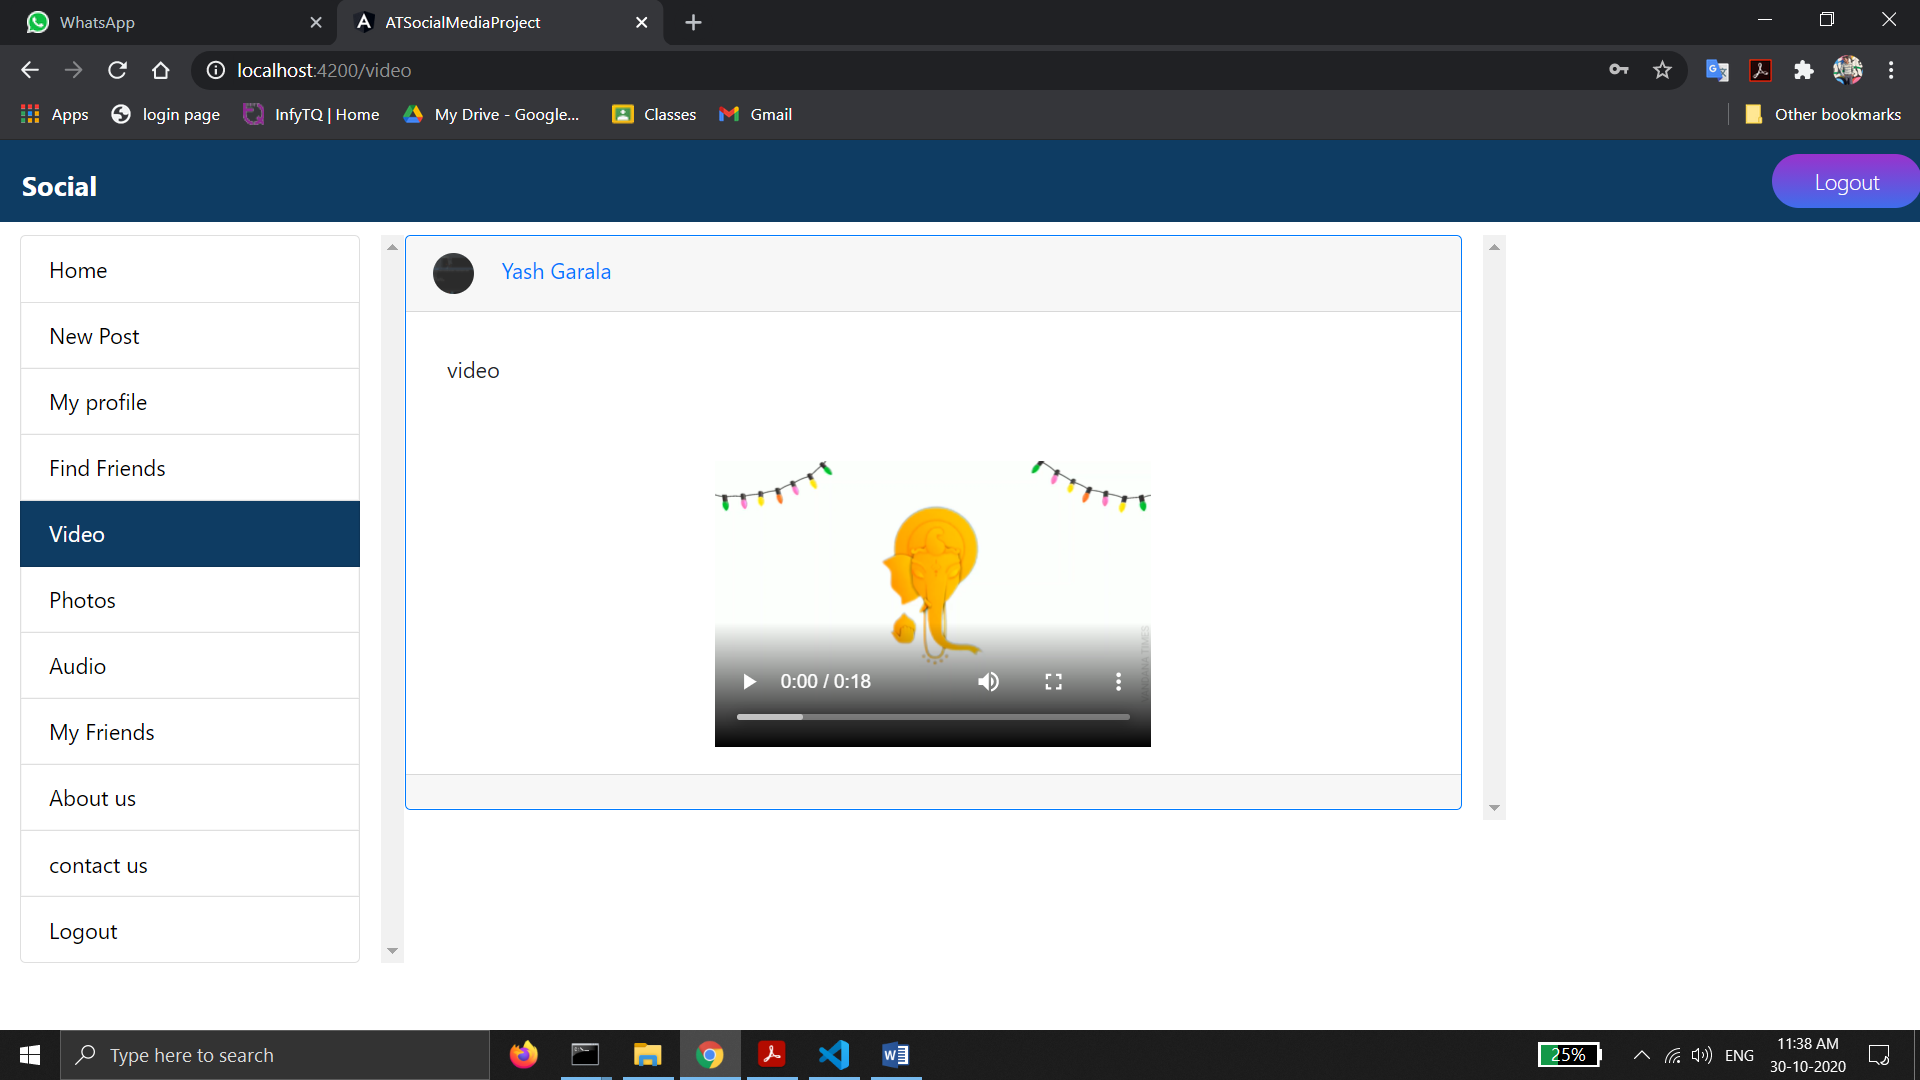 WhatsApp
ATSocialMediaProject
localhost:4200/video
Apps
login page
InfyTQ | Home
My Drive - Google...
Classes
Gmail
Other bookmarks
Social
Logout
Home
New Post
My profile
Find Friends
Video
Photos
Audio
My Friends
About us
contact us
Logout
Yash Garala
video
0:00 / 0:18
Type here to search
25%
ENG
11:38 AM
30-10-2020